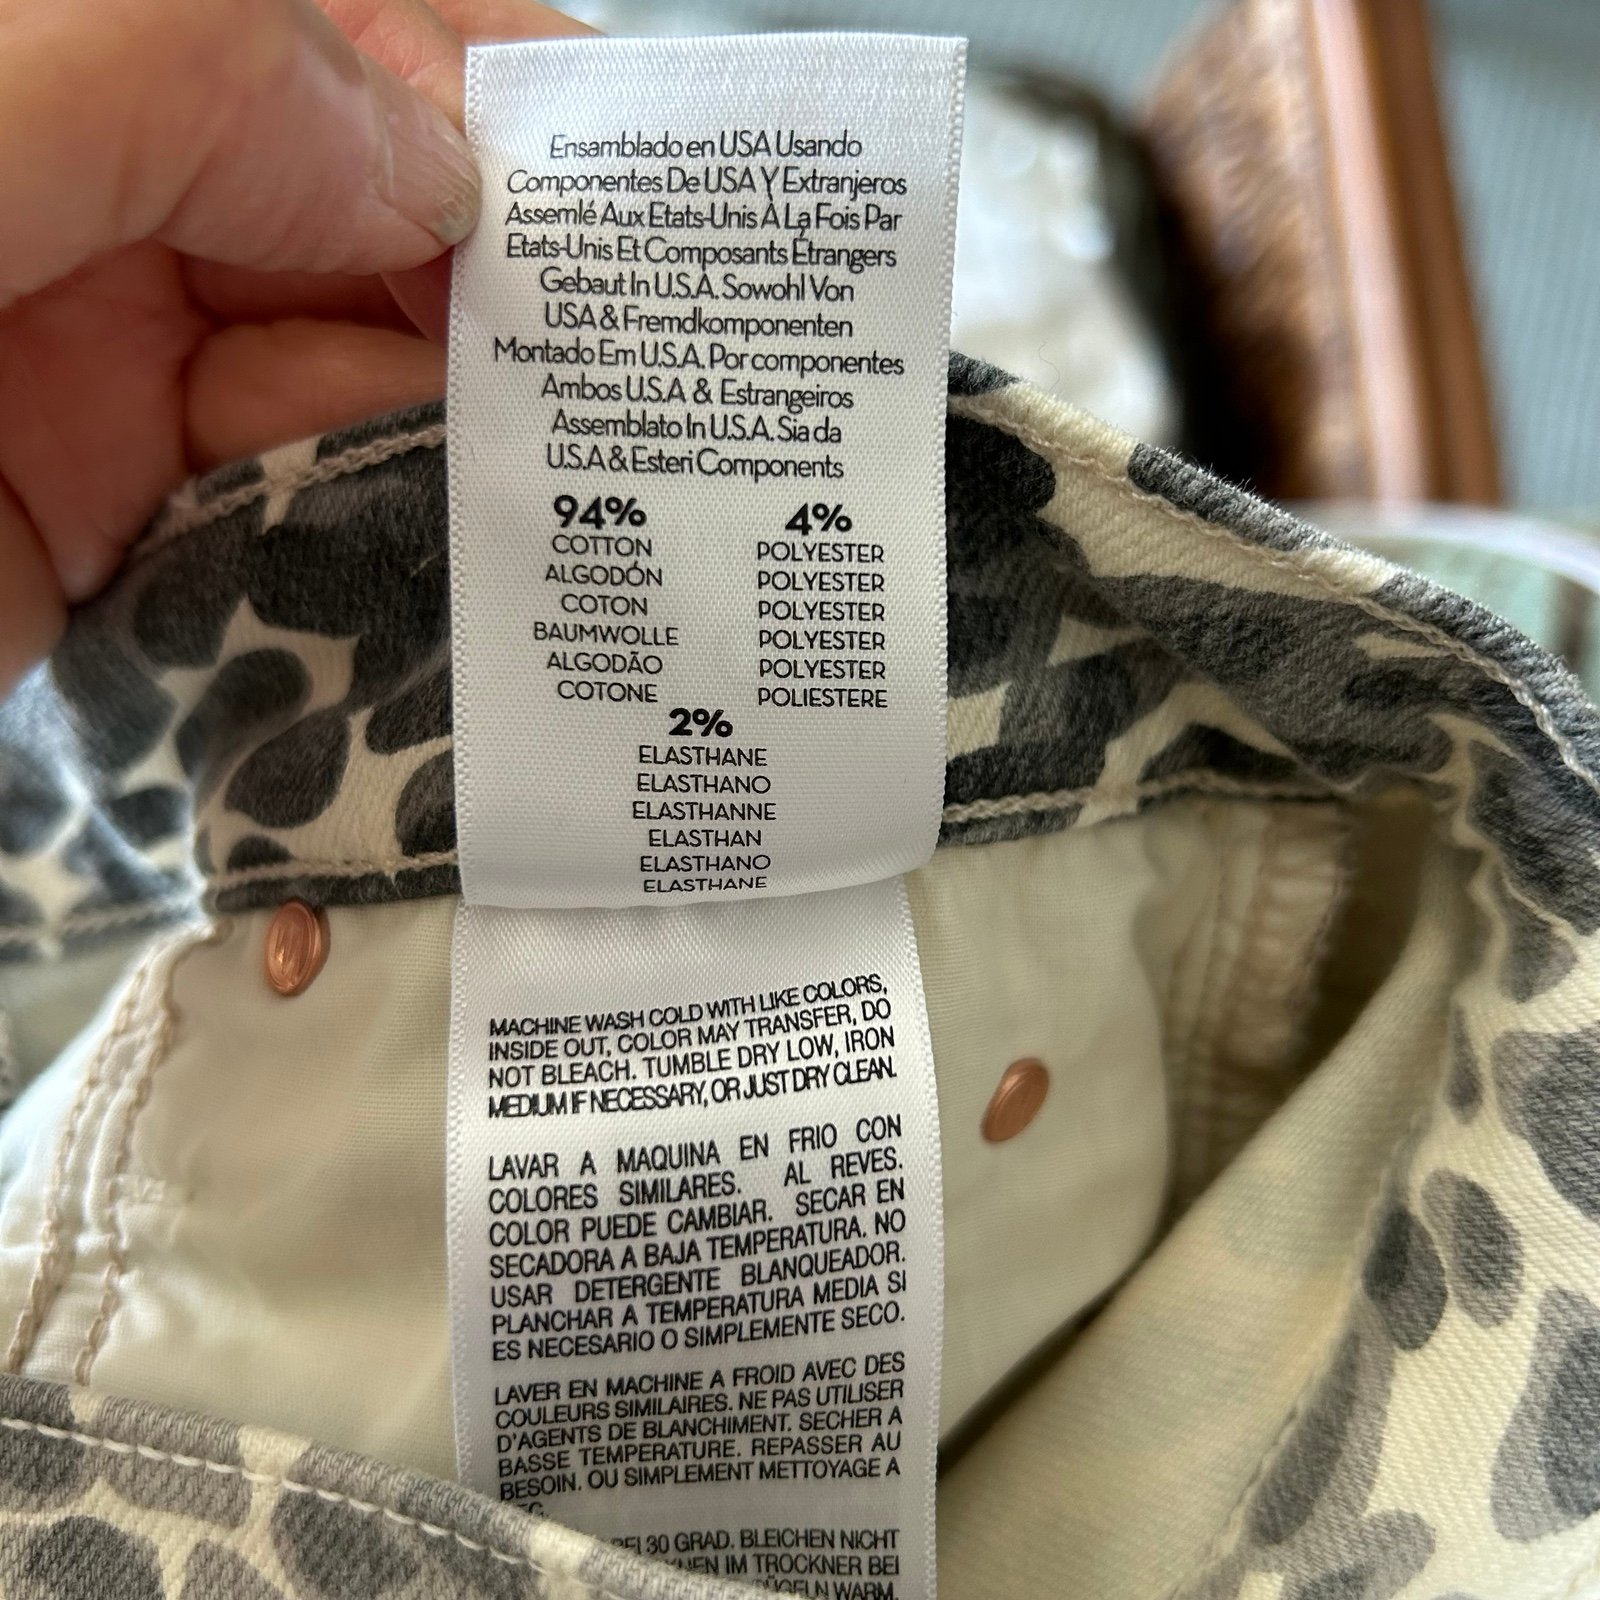 Ensamblado en USA Usando
Componentes De USA Y Extranjeros
Assemlé Aux Etats-Unis À La Fois Par
Etats-Unis Et Composants Étrangers
Gebaut In U.S.A. Sowohl Von
USA & Fremdkomponenten
Montado Em U.S.A. Por componentes
Ambos U.S.A & Estrangeiros
Assemblato In U.S.A. Sia da
U.S.A & Esteri Components
94% 4%
COTTON POLYESTER
ALGODÓN POLYESTER
COTON POLYESTER
BAUMWOLLE POLYESTER
ALGODÃO POLYESTER
COTONE POLIESTERE
2%
ELASTHANE
ELASTHANO
ELASTHANNE
ELASTHAN
ELASTHANO
ELASTHANE
MACHINE WASH COLD WITH LIKE COLORS,
INSIDE OUT, COLOR MAY TRANSFER, DO
NOT BLEACH. TUMBLE DRY LOW, IRON
MEDIUM IF NECESSARY, OR JUST DRY CLEAN.
LAVAR A MAQUINA EN FRIO CON
COLORES SIMILARES. AL REVES.
COLOR PUEDE CAMBIAR. SECAR EN
SECADORA A BAJA TEMPERATURA. NO
USAR DETERGENTE BLANQUEADOR.
PLANCHAR A TEMPERATURA MEDIA SI
ES NECESARIO O SIMPLEMENTE SECO.
LAVER EN MACHINE A FROID AVEC DES
COULEURS SIMILAIRES. NE PAS UTILISER
D'AGENTS DE BLANCHIMENT. SECHER A
BASSE TEMPERATURE. REPASSER AU
BESOIN. OU SIMPLEMENT METTOYAGE A
30 GRAD. BLEICHEN NICHT
IM TROCKNER BEI
WARM.